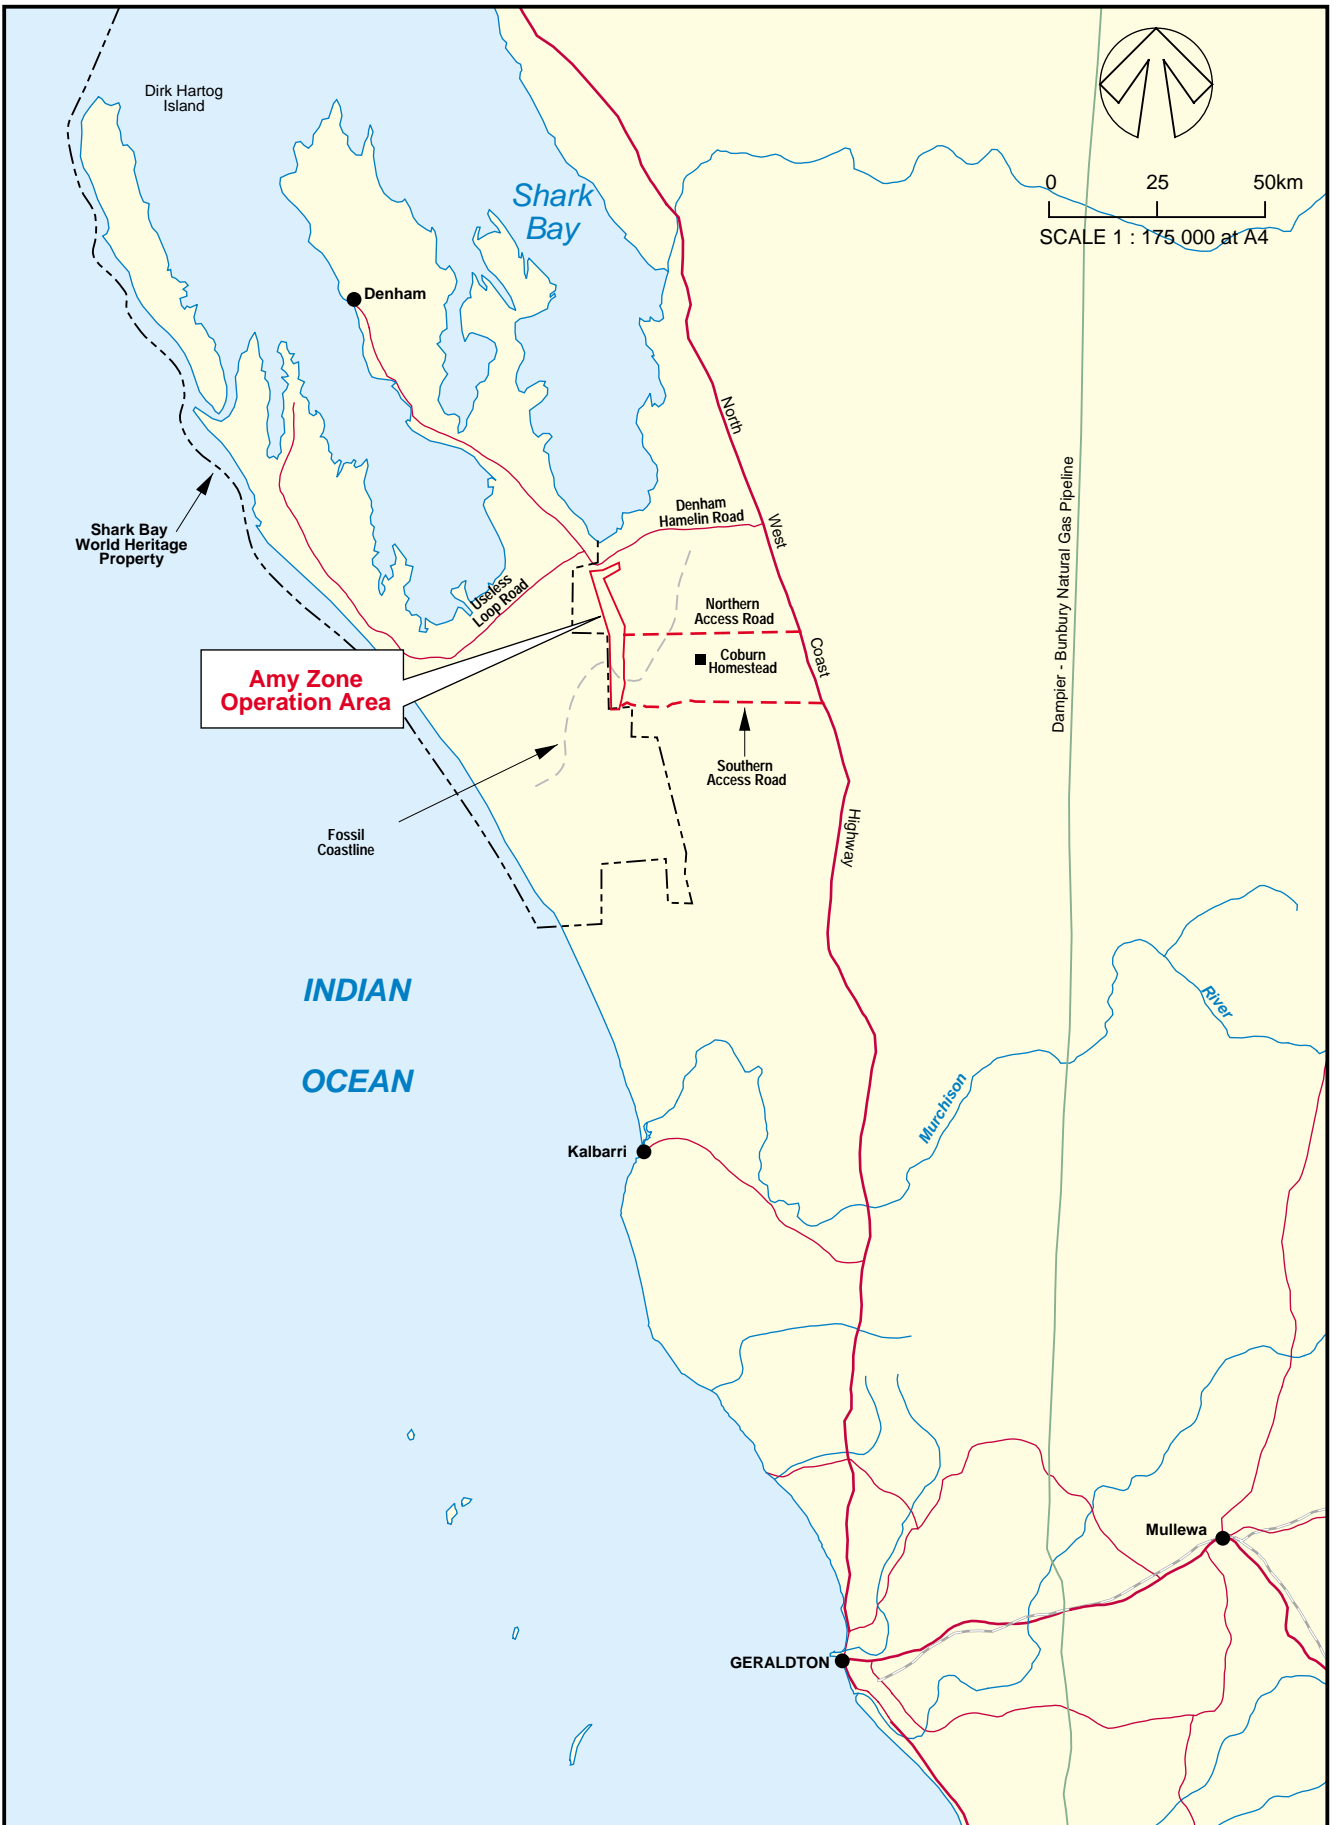 Dirk Hartog
Island
Shark
Bay
0 25 50km
SCALE 1 : 175 000 at A4
Denham
North
West
Coast
Highway
Dampier - Bunbury Natural Gas Pipeline
Shark Bay
World Heritage
Property
Denham
Hamelin Road
Useless
Loop Road
Northern
Access Road
Coburn
Homestead
Amy Zone
Operation Area
Southern
Access Road
Fossil
Coastline
INDIAN
OCEAN
River
Murchison
Kalbarri
Mullewa
GERALDTON